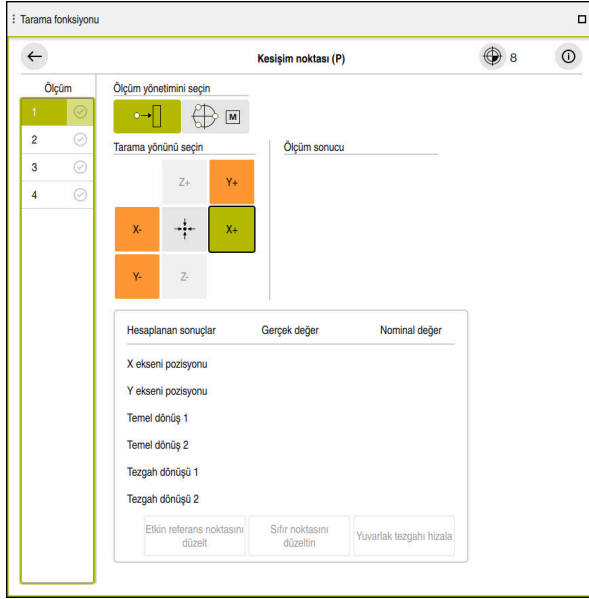 Tarama fonksiyonu
Kesişim noktası (P)
8
Ölçüm
1
2
3
4
Ölçüm yönetimini seçin
M
Tarama yönünü seçin
Z+
Y+
X-
X+
Y-
Z-
Ölçüm sonucu
Hesaplanan sonuçlar Gerçek değer Nominal değer
X ekseni pozisyonu
Y ekseni pozisyonu
Temel dönüş 1
Temel dönüş 2
Tezgah dönüşü 1
Tezgah dönüşü 2
Etkin referans noktasını
düzelt
Sıfır noktasını
düzeltin
Yuvarlak tezgahı hizala